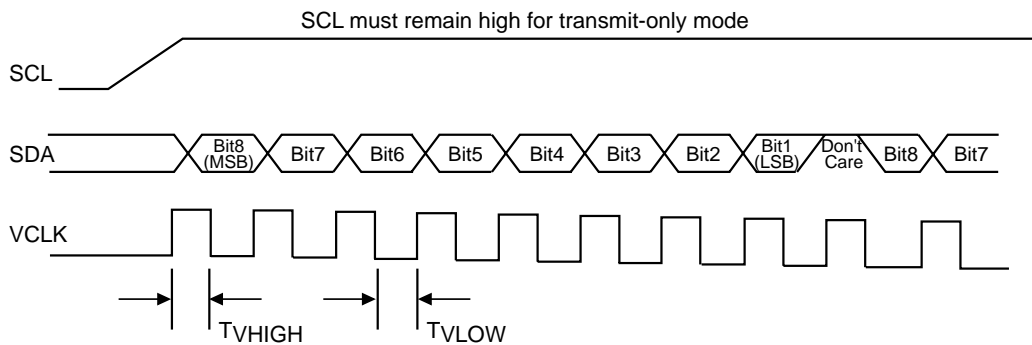 SCL must remain high for transmit-only mode
SCL
SDA
Bit8
(MSB)
Bit7
Bit6
Bit5
Bit4
Bit3
Bit2
Bit1
(LSB)
Don't
Care
Bit8
Bit7
VCLK
TVHIGH
TVLOW